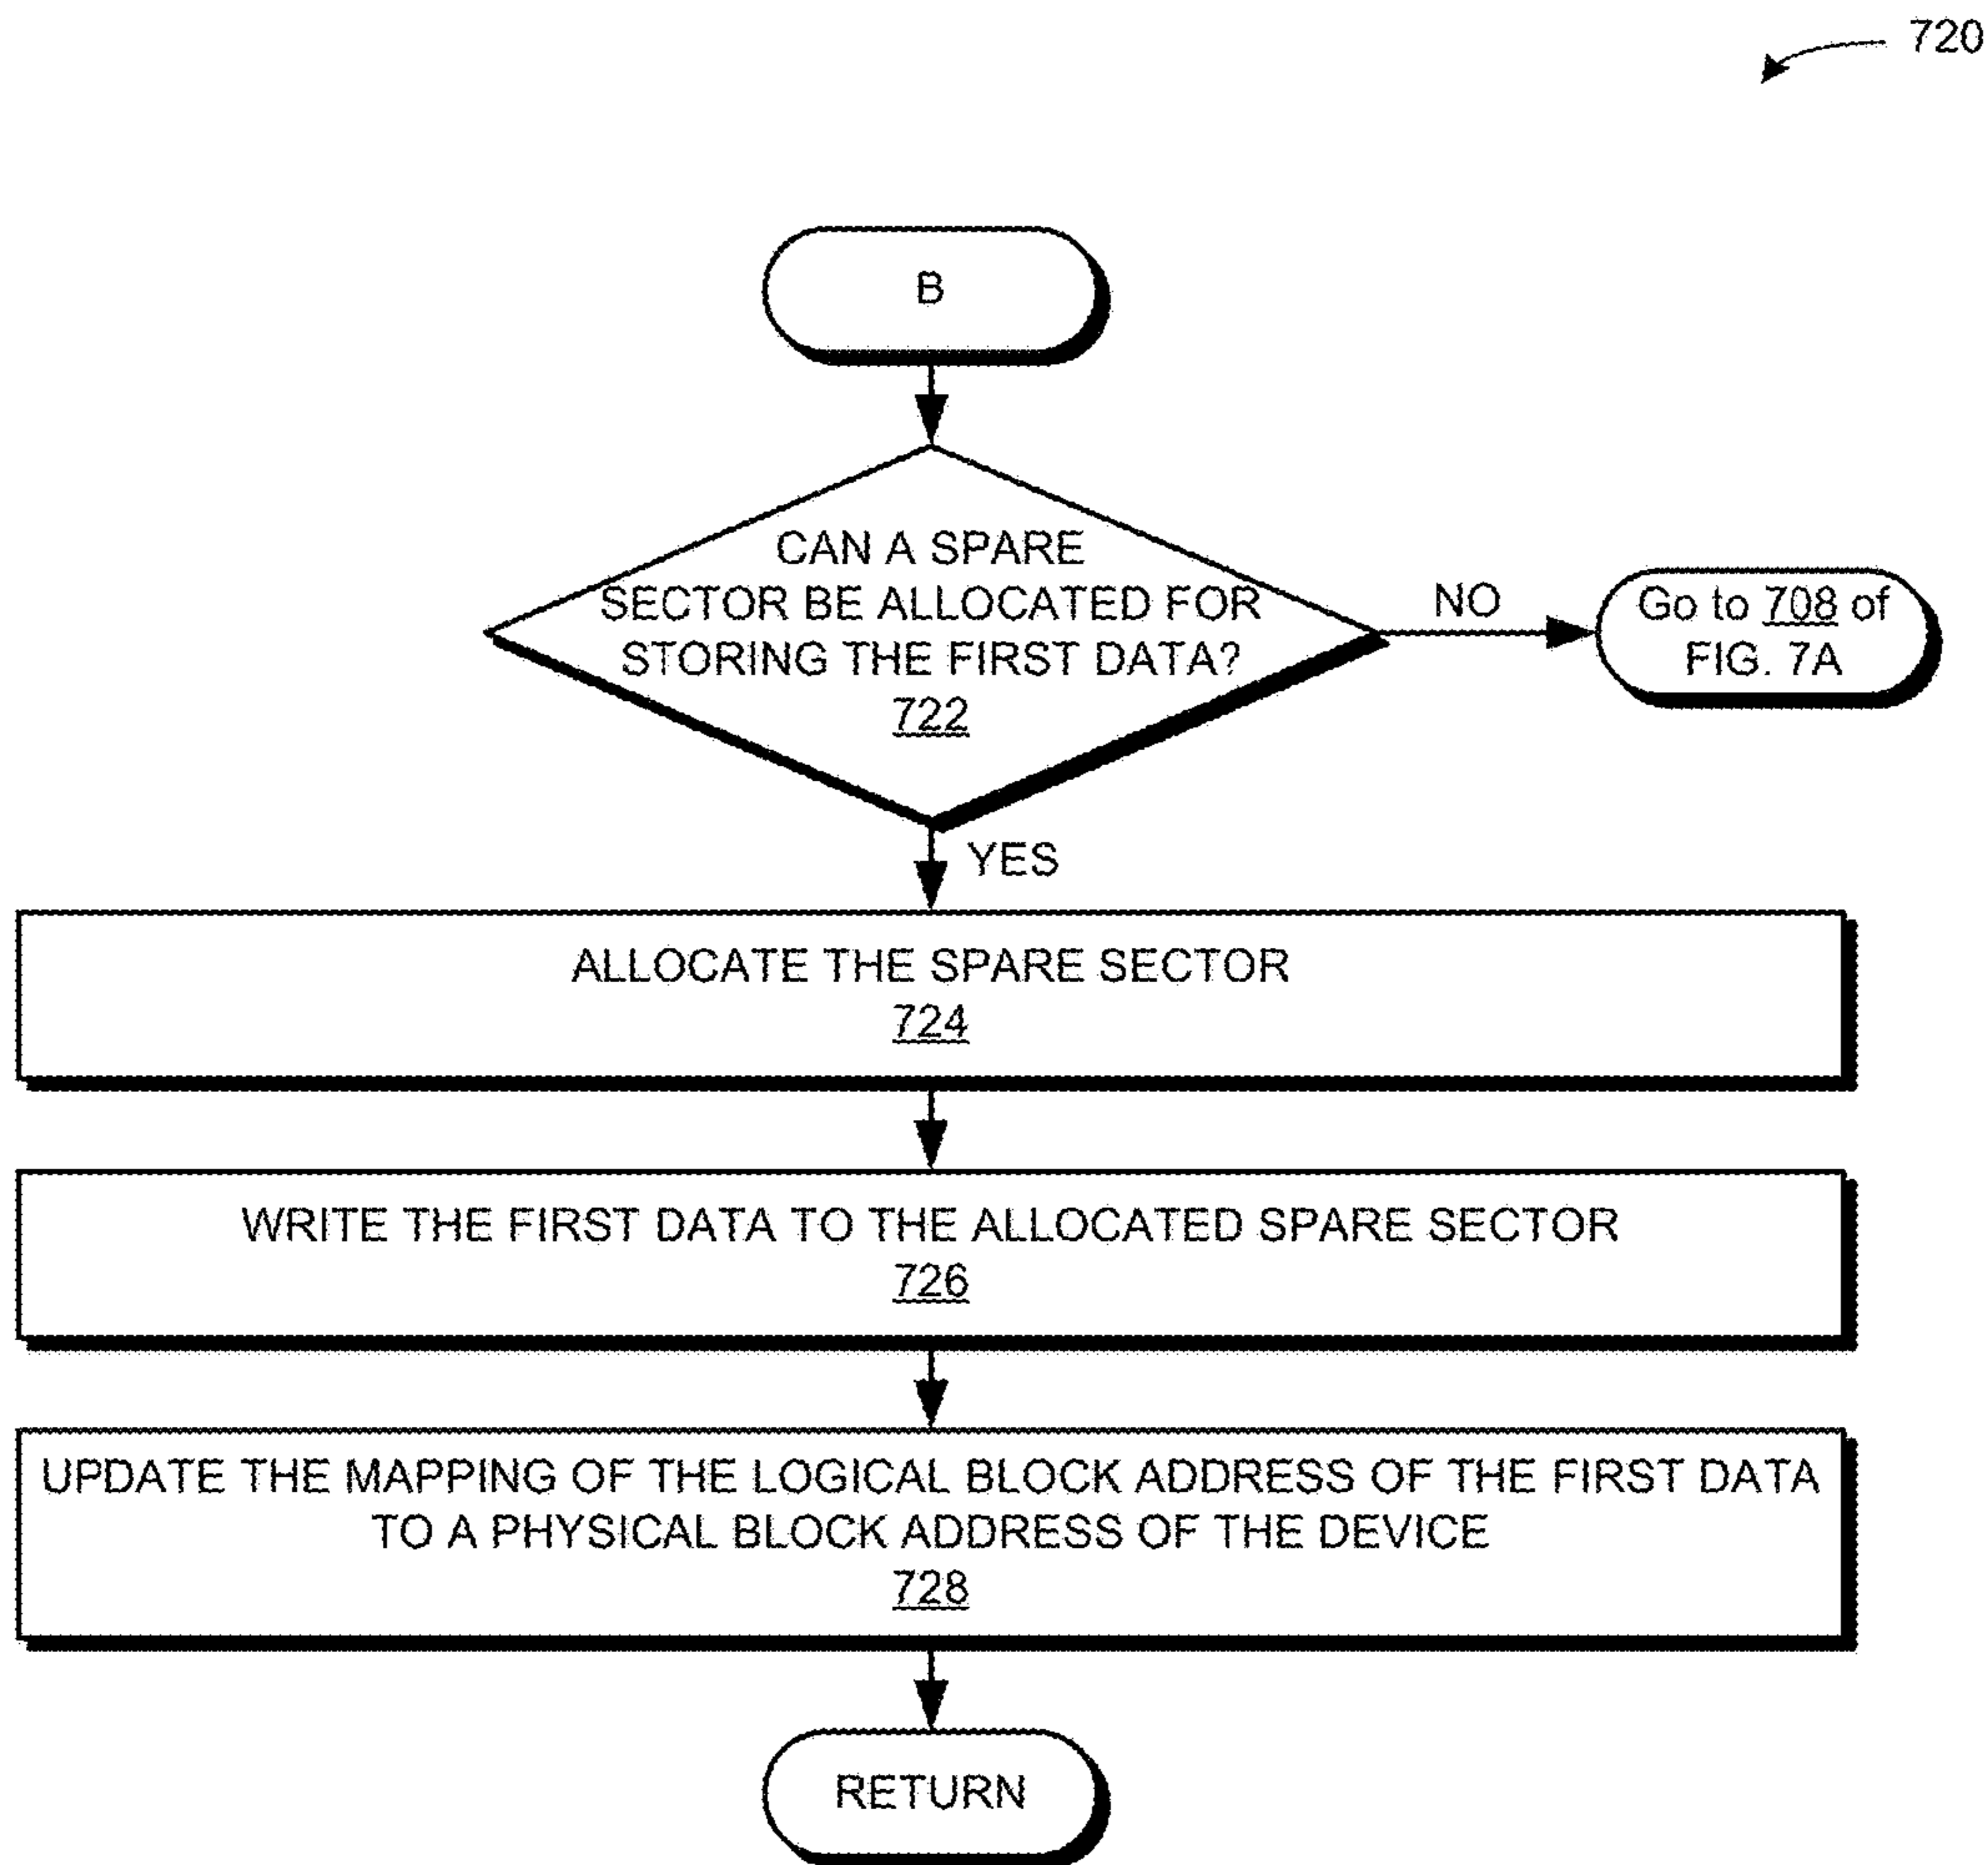 720
B
CAN A SPARE
SECTOR BE ALLOCATED FOR
STORING THE FIRST DATA?
722
NO
Go to 708 of
FIG. 7A
YES
ALLOCATE THE SPARE SECTOR
724
WRITE THE FIRST DATA TO THE ALLOCATED SPARE SECTOR
726
UPDATE THE MAPPING OF THE LOGICAL BLOCK ADDRESS OF THE FIRST DATA
TO A PHYSICAL BLOCK ADDRESS OF THE DEVICE
728
RETURN